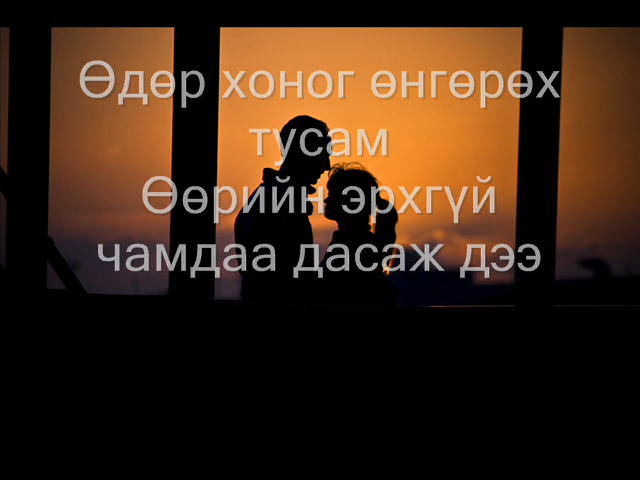 Өдөр хоног өнгөрөх
тусам
Өөрийн эрхгүй
чамдаа дасаж дээ